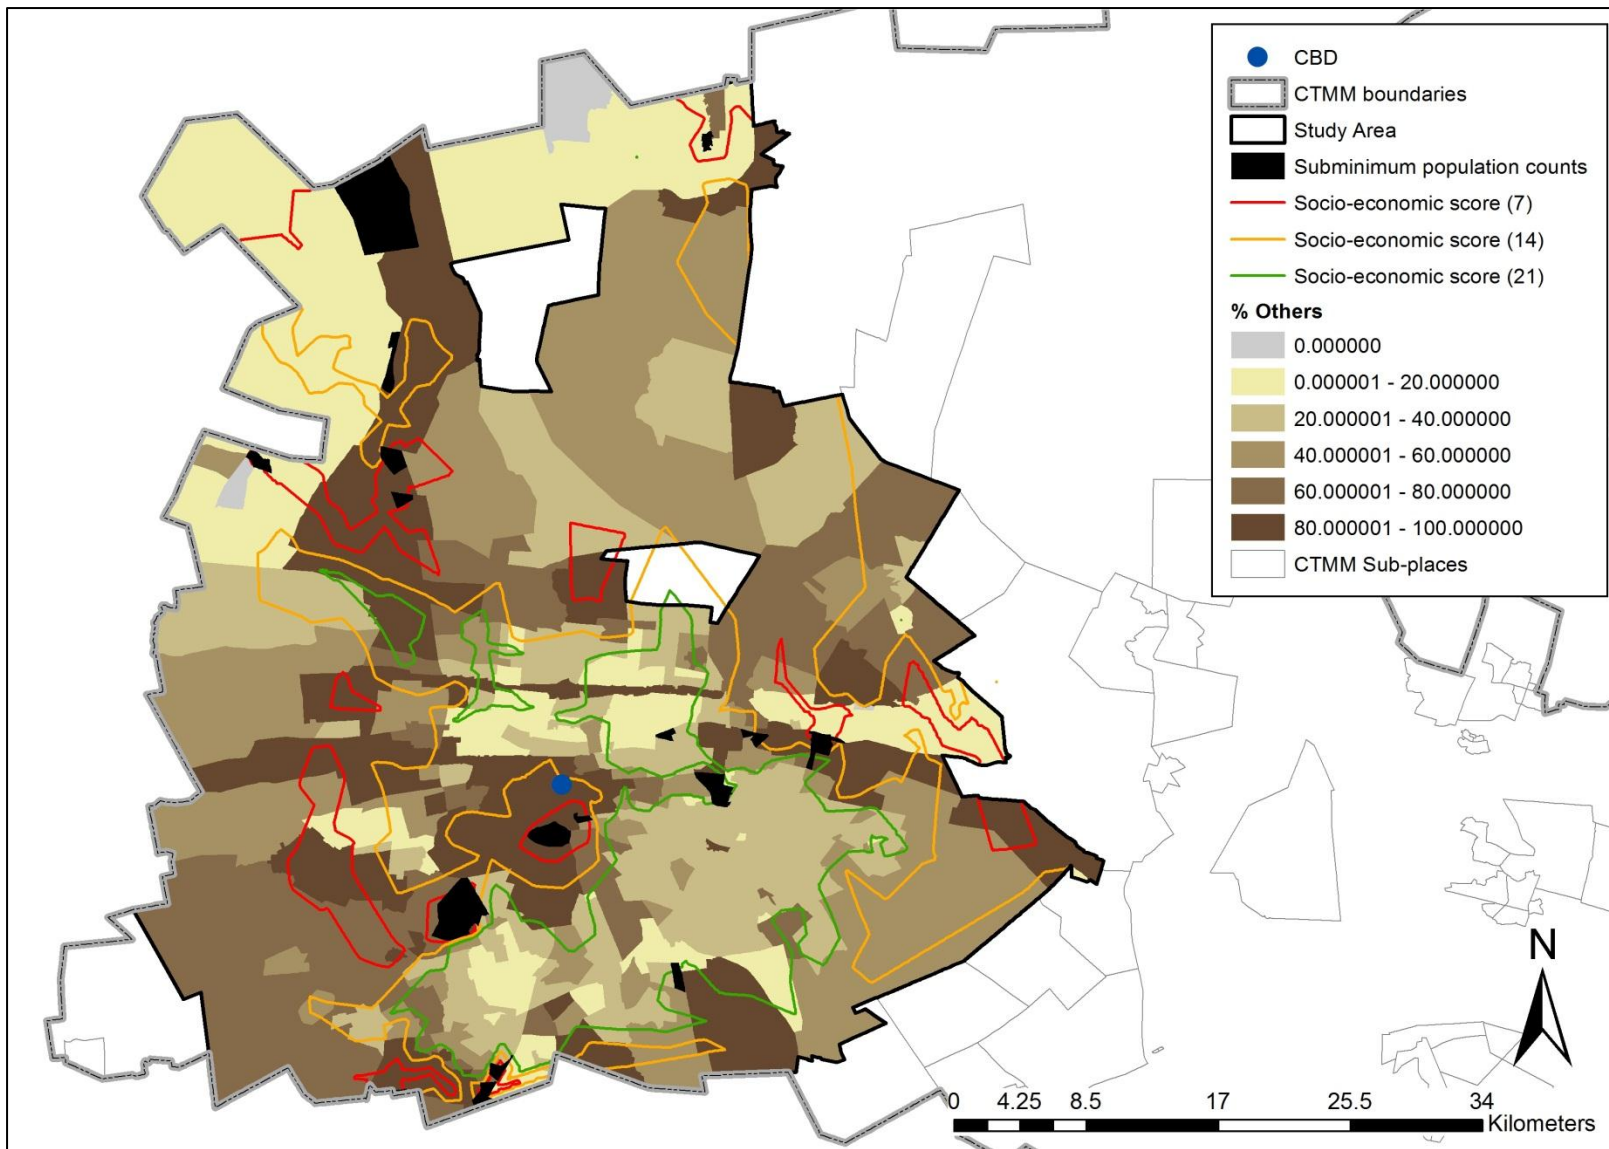 CBD
CTMM boundaries
Study Area
Subminimum population counts
Socio-economic score (7)
Socio-economic score (14)
Socio-economic score (21)
% Others
0.000000
0.000001 - 20.000000
20.000001 - 40.000000
40.000001 - 60.000000
60.000001 - 80.000000
80.000001 - 100.000000
CTMM Sub-places
N
0 4.25 8.5 17 25.5 34
Kilometers